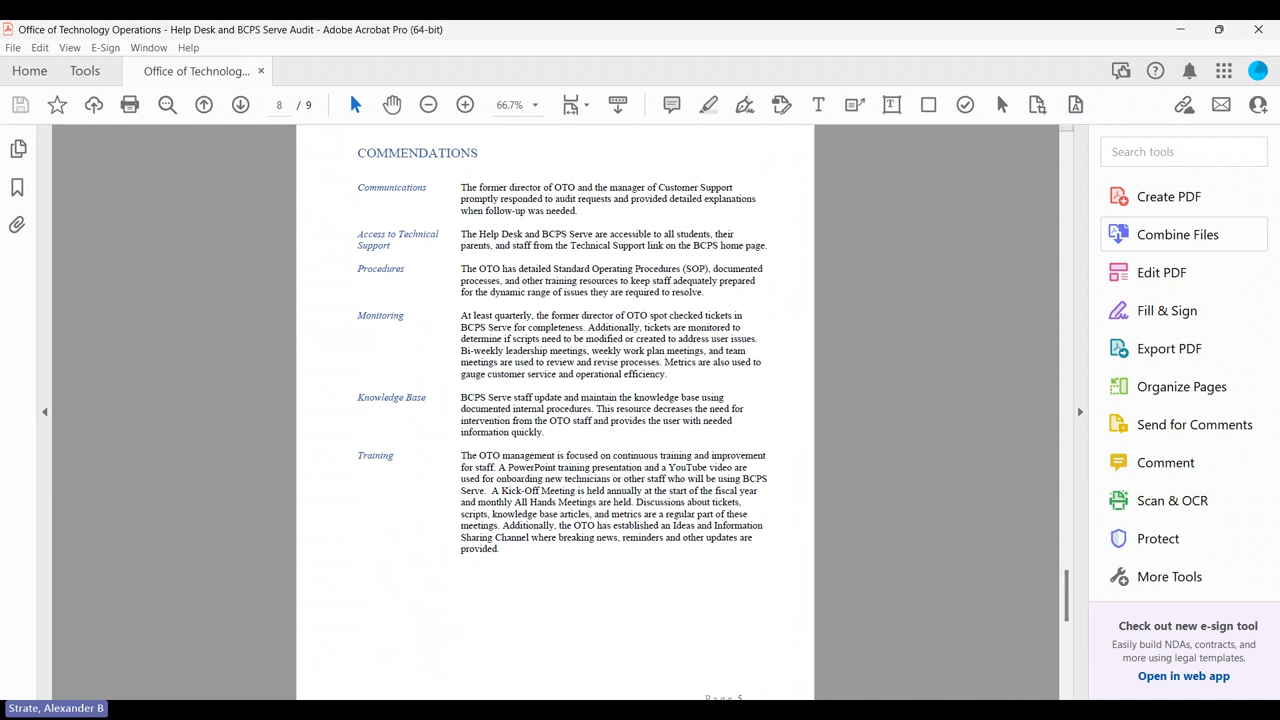 Office of Technology Operations - Help Desk and BCPS Serve Audit - Adobe Acrobat Pro (64-bit)
File Edit View E-Sign Window Help
Home Tools Office of Technolog... ×
8 / 9 66.7%
COMMENDATIONS
Communications The former director of OTO and the manager of Customer Support
promptly responded to audit requests and provided detailed explanations
when follow-up was needed.
Access to Technical The Help Desk and BCPS Serve are accessible to all students, their
Support parents, and staff from the Technical Support link on the BCPS home page.
Procedures The OTO has detailed Standard Operating Procedures (SOP), documented
processes, and other training resources to keep staff adequately prepared
for the dynamic range of issues they are required to resolve.
Monitoring At least quarterly, the former director of OTO spot checked tickets in
BCPS Serve for completeness. Additionally, tickets are monitored to
determine if scripts need to be modified or created to address user issues.
Bi-weekly leadership meetings, weekly work plan meetings, and team
meetings are used to review and revise processes. Metrics are also used to
gauge customer service and operational efficiency.
Knowledge Base BCPS Serve staff update and maintain the knowledge base using
documented internal procedures. This resource decreases the need for
intervention from the OTO staff and provides the user with needed
information quickly.
Training The OTO management is focused on continuous training and improvement
for staff. A PowerPoint training presentation and a YouTube video are
used for onboarding new technicians or other staff who will be using BCPS
Serve. A Kick-Off Meeting is held annually at the start of the fiscal year
and monthly All Hands Meetings are held. Discussions about tickets,
scripts, knowledge base articles, and metrics are a regular part of these
meetings. Additionally, the OTO has established an Ideas and Information
Sharing Channel where breaking news, reminders and other updates are
provided.
Page 5
Search tools
Create PDF
Combine Files
Edit PDF
Fill & Sign
Export PDF
Organize Pages
Send for Comments
Comment
Scan & OCR
Protect
More Tools
Check out new e-sign tool
Easily build NDAs, contracts, and
more using legal templates.
Open in web app
Strate, Alexander B